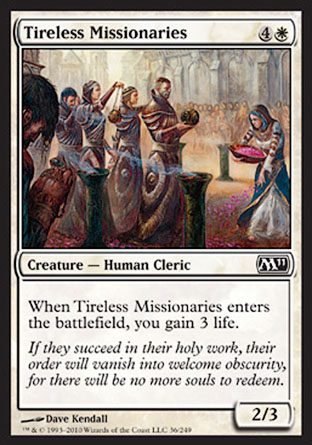 Tireless Missionaries 4
Creature — Human Cleric M11
When Tireless Missionaries enters
the battlefield, you gain 3 life.
If they succeed in their holy work, their
order will vanish into welcome obscurity,
for there will be no more souls to redeem.
Dave Kendall
™ & © 1993–2010 Wizards of the Coast LLC 36/249
2/3